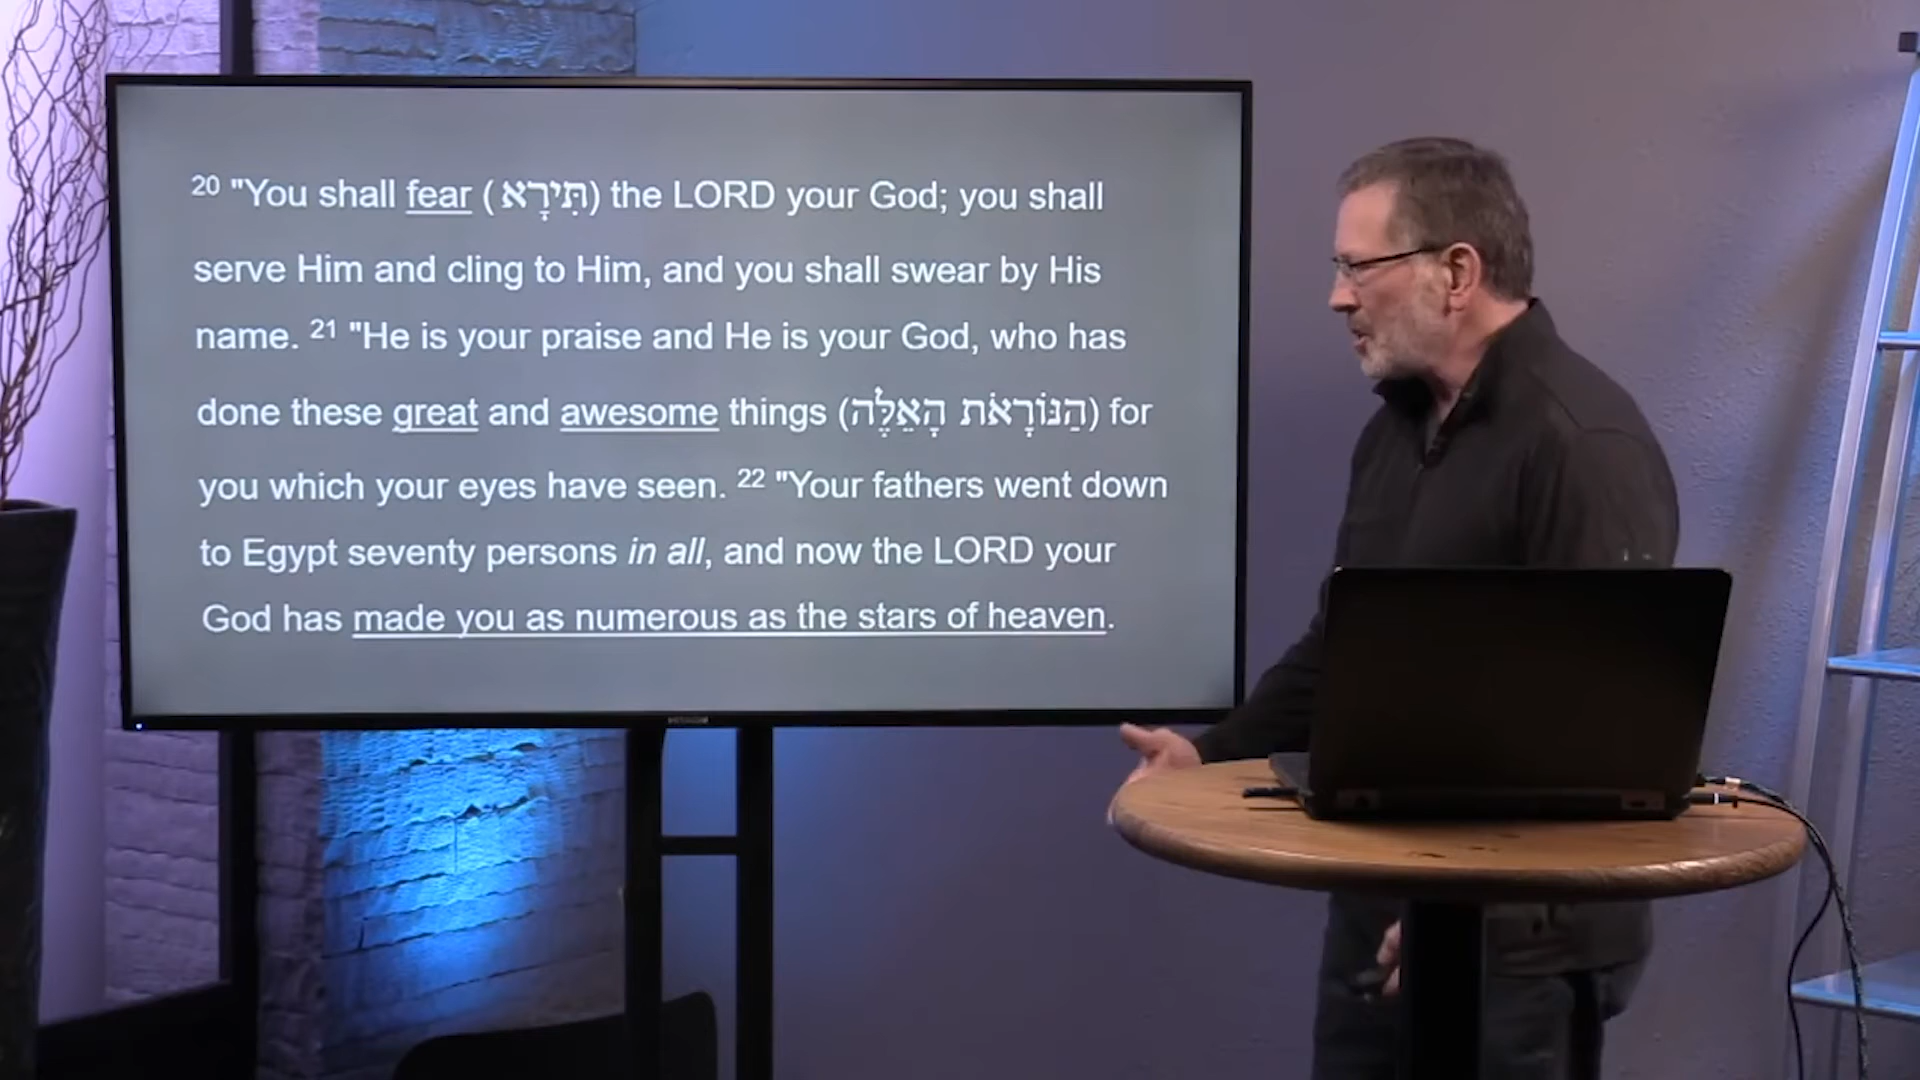 20 "You shall fear (תִּירָא) the LORD your God; you shall
serve Him and cling to Him, and you shall swear by His
name. 21 "He is your praise and He is your God, who has
done these great and awesome things (הַנּוֹרָאֹת הָאֵלֶּה) for
you which your eyes have seen. 22 "Your fathers went down
to Egypt seventy persons in all, and now the LORD your
God has made you as numerous as the stars of heaven.